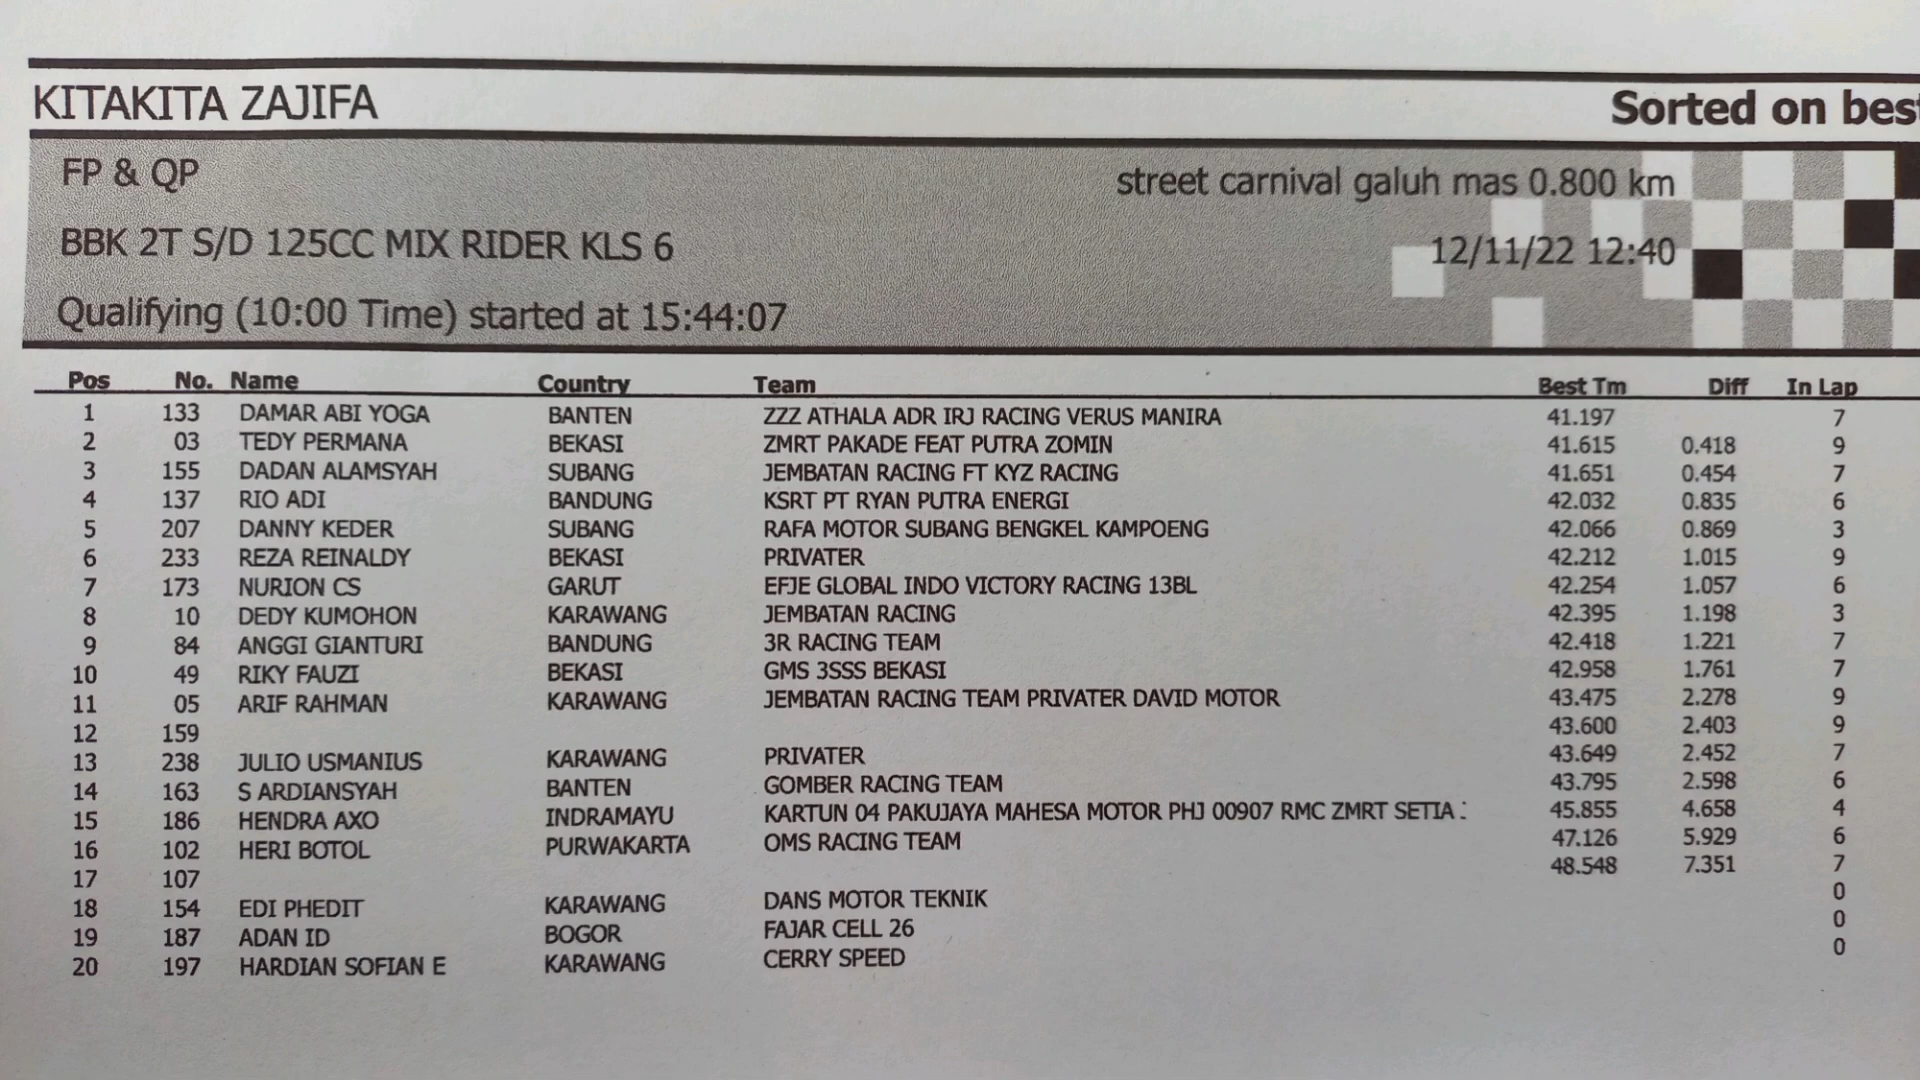 KITAKITA ZAJIFA Sorted on best
FP & QP street carnival galuh mas 0.800 km
BBK 2T S/D 125CC MIX RIDER KLS 6 12/11/22 12:40
Qualifying (10:00 Time) started at 15:44:07
Pos No. Name Country Team Best Tm Diff In Lap
1 133 DAMAR ABI YOGA BANTEN ZZZ ATHALA ADR IRJ RACING VERUS MANIRA 41.197 7
2 03 TEDY PERMANA BEKASI ZMRT PAKADE FEAT PUTRA ZOMIN 41.615 0.418 9
3 155 DADAN ALAMSYAH SUBANG JEMBATAN RACING FT KYZ RACING 41.651 0.454 7
4 137 RIO ADI BANDUNG KSRT PT RYAN PUTRA ENERGI 42.032 0.835 6
5 207 DANNY KEDER SUBANG RAFA MOTOR SUBANG BENGKEL KAMPOENG 42.066 0.869 3
6 233 REZA REINALDY BEKASI PRIVATER 42.212 1.015 9
7 173 NURION CS GARUT EFJE GLOBAL INDO VICTORY RACING 13BL 42.254 1.057 6
8 10 DEDY KUMOHON KARAWANG JEMBATAN RACING 42.395 1.198 3
9 84 ANGGI GIANTURI BANDUNG 3R RACING TEAM 42.418 1.221 7
10 49 RIKY FAUZI BEKASI GMS 3SSS BEKASI 42.958 1.761 7
11 05 ARIF RAHMAN KARAWANG JEMBATAN RACING TEAM PRIVATER DAVID MOTOR 43.475 2.278 9
12 159 43.600 2.403 9
13 238 JULIO USMANIUS KARAWANG PRIVATER 43.649 2.452 7
14 163 S ARDIANSYAH BANTEN GOMBER RACING TEAM 43.795 2.598 6
15 186 HENDRA AXO INDRAMAYU KARTUN 04 PAKUJAYA MAHESA MOTOR PHJ 00907 RMC ZMRT SETIA 45.855 4.658 4
16 102 HERI BOTOL PURWAKARTA OMS RACING TEAM 47.126 5.929 6
17 107 48.548 7.351 7
18 154 EDI PHEDIT KARAWANG DANS MOTOR TEKNIK 0
19 187 ADAN ID BOGOR FAJAR CELL 26 0
20 197 HARDIAN SOFIAN E KARAWANG CERRY SPEED 0